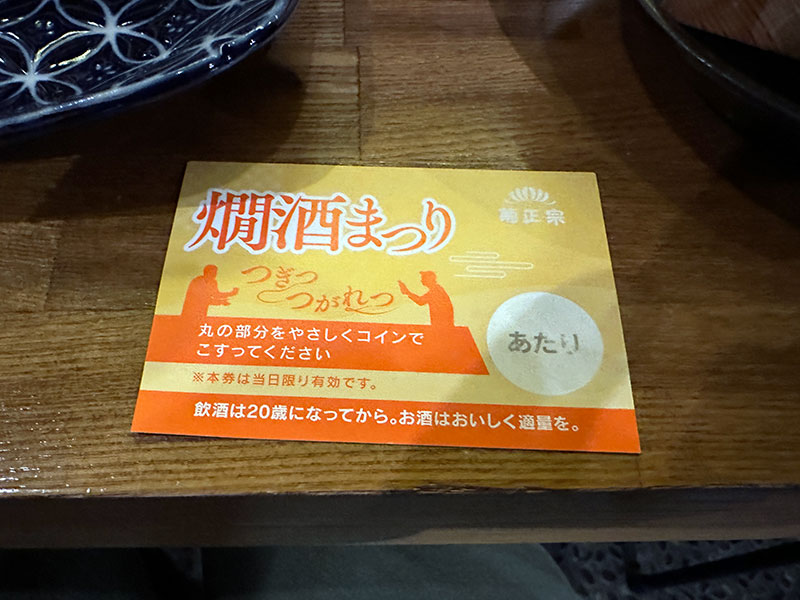 燗酒まつり
菊正宗
つぎつ
つがれつ
丸の部分をやさしくコインで
こすってください
あたり
※本券は当日限り有効です。
飲酒は20歳になってから。お酒はおいしく適量を。